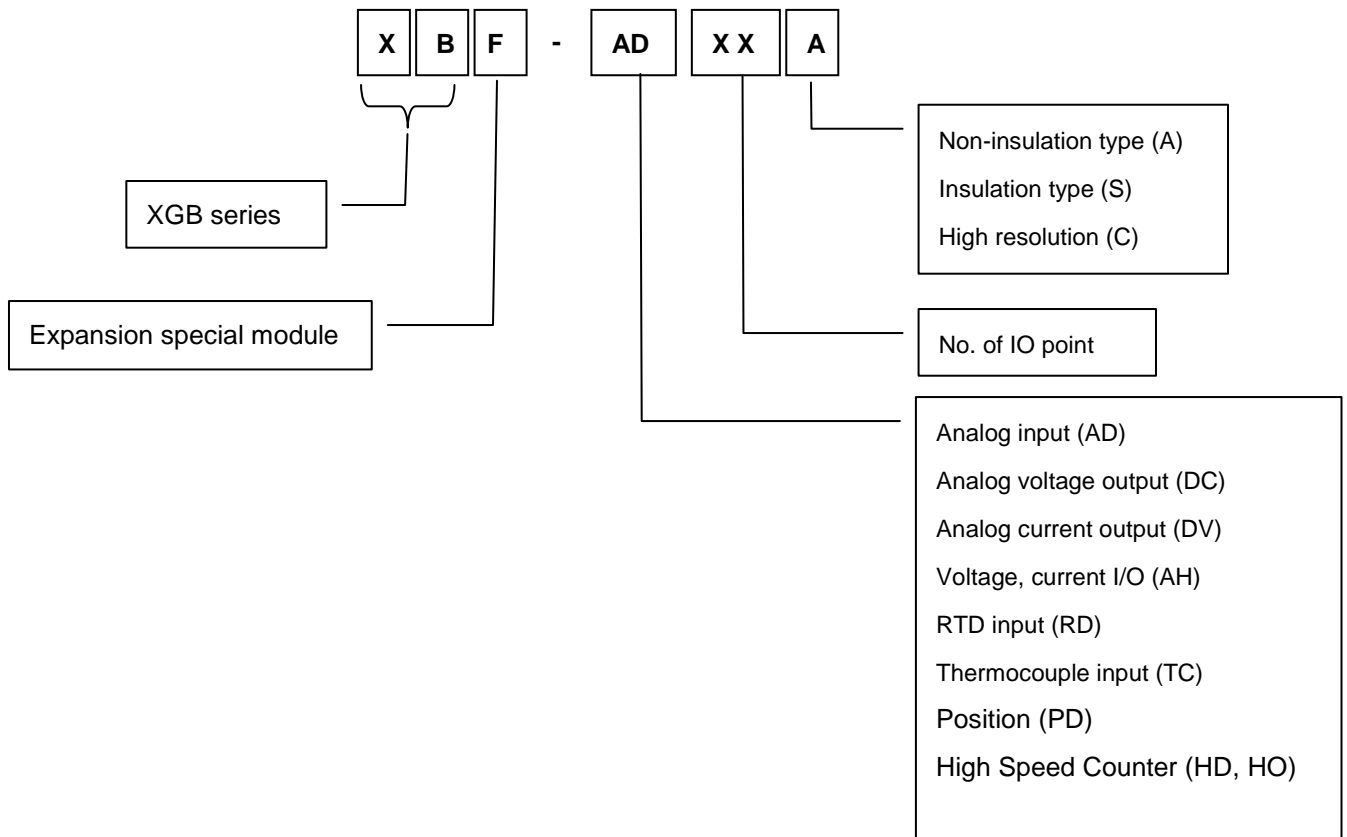 X B F - AD X X A
Non-insulation type (A)
Insulation type (S)
High resolution (C)
XGB series
Expansion special module
No. of IO point
Analog input (AD)
Analog voltage output (DC)
Analog current output (DV)
Voltage, current I/O (AH)
RTD input (RD)
Thermocouple input (TC)
Position (PD)
High Speed Counter (HD, HO)